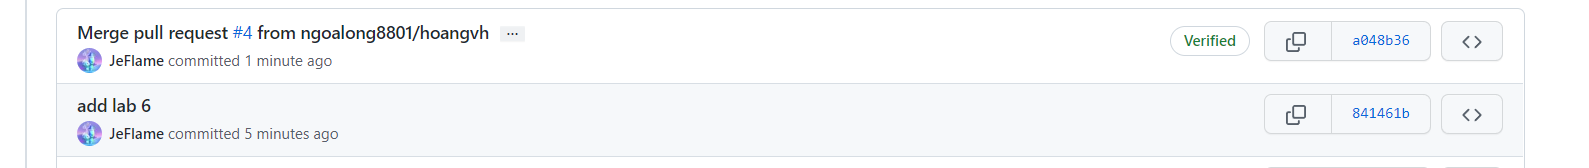 Merge pull request #4 from ngoalong8801/hoangvh ...
JeFlame committed 1 minute ago
Verified
a048b36
add lab 6
JeFlame committed 5 minutes ago
841461b